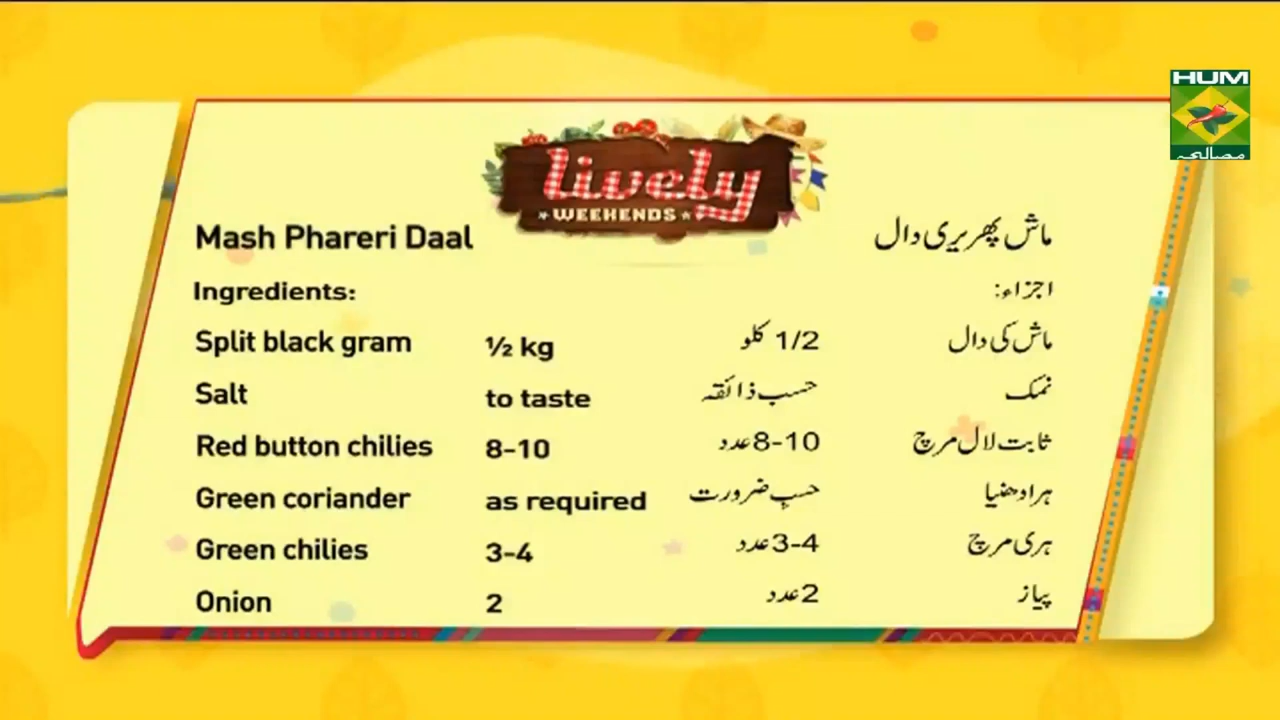 HUM
مصالحہ
lively
WEEKENDS
Mash Phareri Daal ماش پھریری دال
Ingredients: اجزاء:
Split black gram ½ kg 1/2 کلو ماش کی دال
Salt to taste حسب ذائقہ نمک
Red button chilies 8-10 8-10 عدد ثابت لال مرچ
Green coriander as required حسبِ ضرورت ہرا دھنیا
Green chilies 3-4 3-4 عدد ہری مرچ
Onion 2 2 عدد پیاز